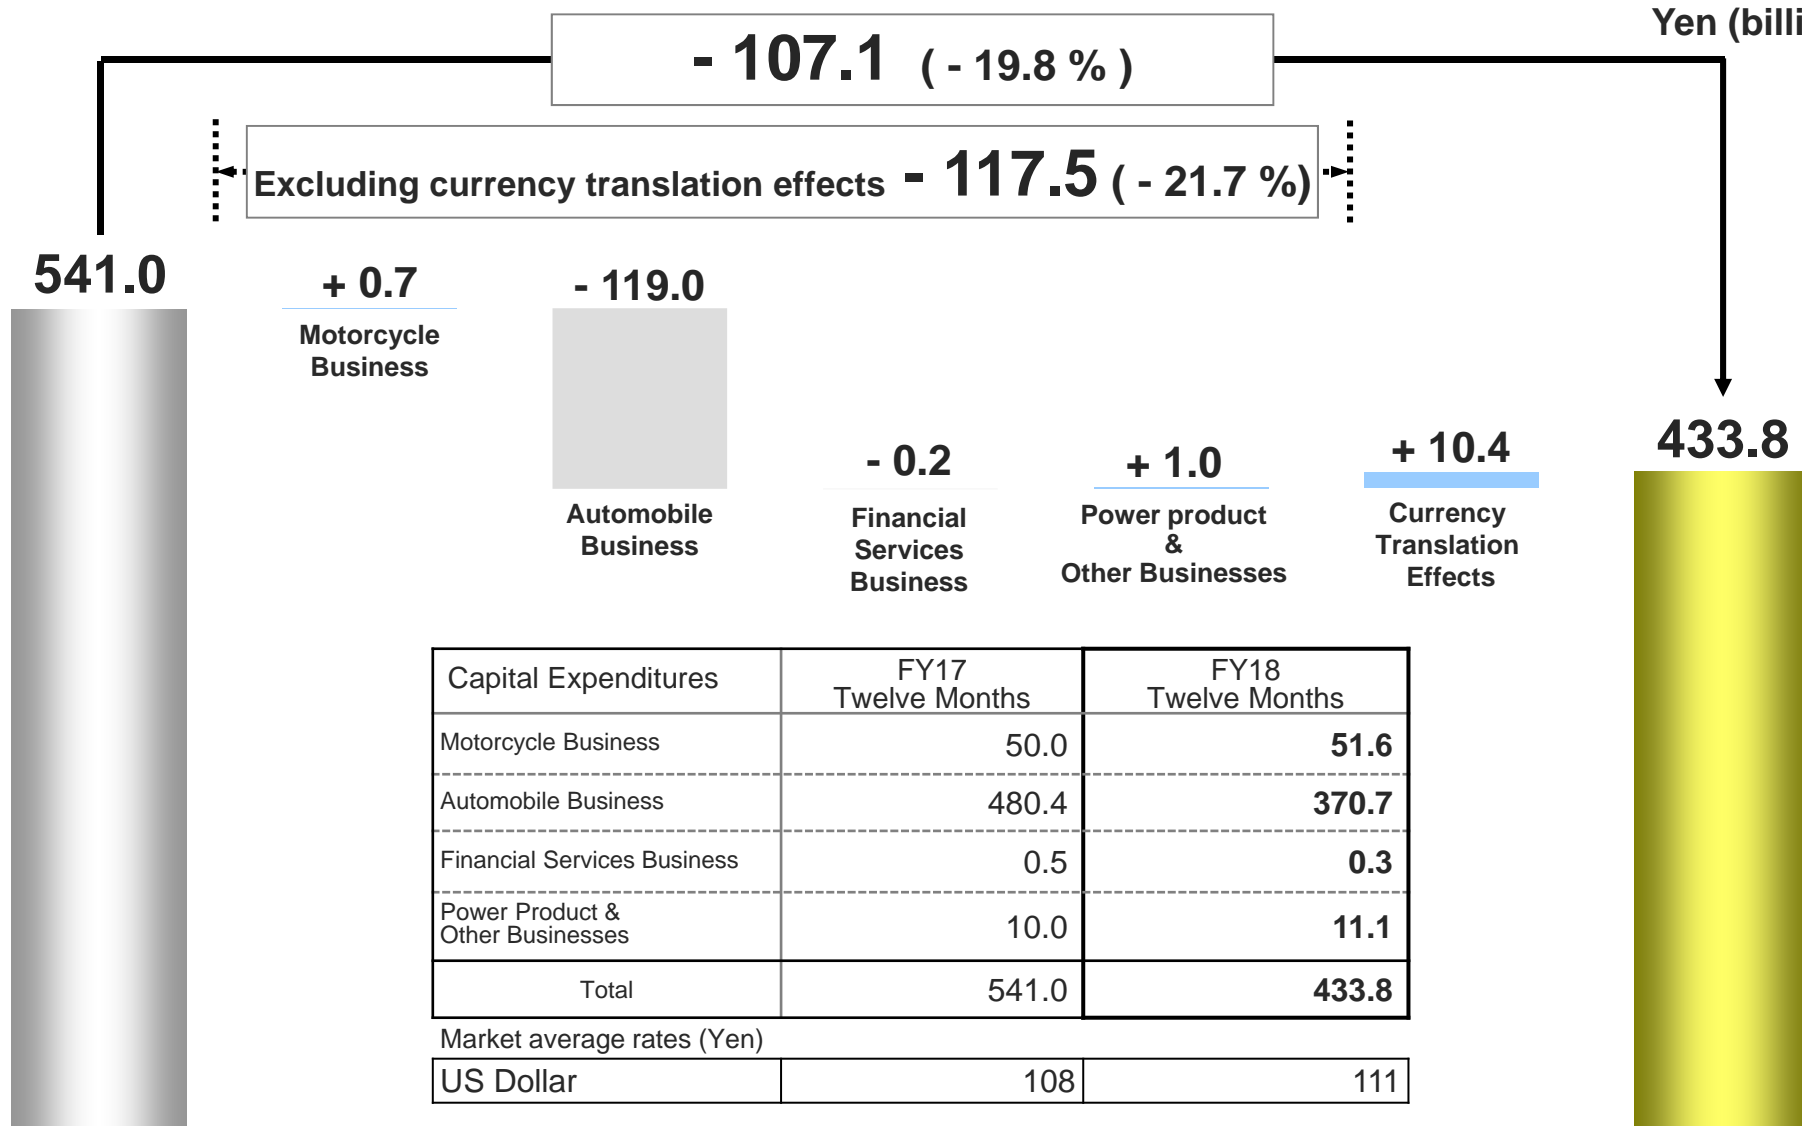 Yen (billi
- 107.1 ( - 19.8 % )
Excluding currency translation effects - 117.5 ( - 21.7 %)
541.0
+ 0.7
Motorcycle
Business
- 119.0
Automobile
Business
- 0.2
Financial
Services
Business
+ 1.0
Power product
&
Other Businesses
+ 10.4
Currency
Translation
Effects
433.8
Capital Expenditures
FY17
Twelve Months
FY18
Twelve Months
Motorcycle Business 50.0 51.6
Automobile Business 480.4 370.7
Financial Services Business 0.5 0.3
Power Product &
Other Businesses 10.0 11.1
Total 541.0 433.8
Market average rates (Yen)
US Dollar 108 111